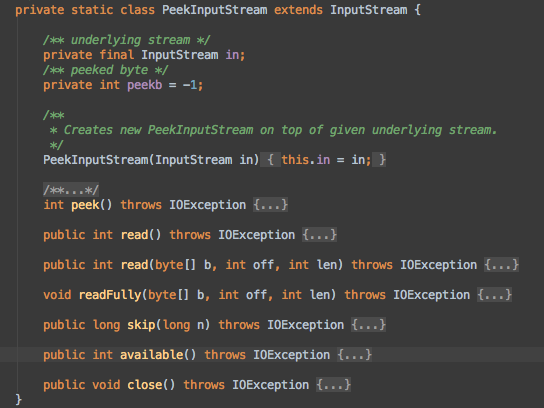 private static class PeekInputStream extends InputStream {
/** underlying stream */
private final InputStream in;
/** peeked byte */
private int peekb = -1;
/**
* Creates new PeekInputStream on top of given underlying stream.
*/
PeekInputStream(InputStream in) { this.in = in; }
/**...*/
int peek() throws IOException {...}
public int read() throws IOException {...}
public int read(byte[] b, int off, int len) throws IOException {...}
void readFully(byte[] b, int off, int len) throws IOException {...}
public long skip(long n) throws IOException {...}
public int available() throws IOException {...}
public void close() throws IOException {...}
}